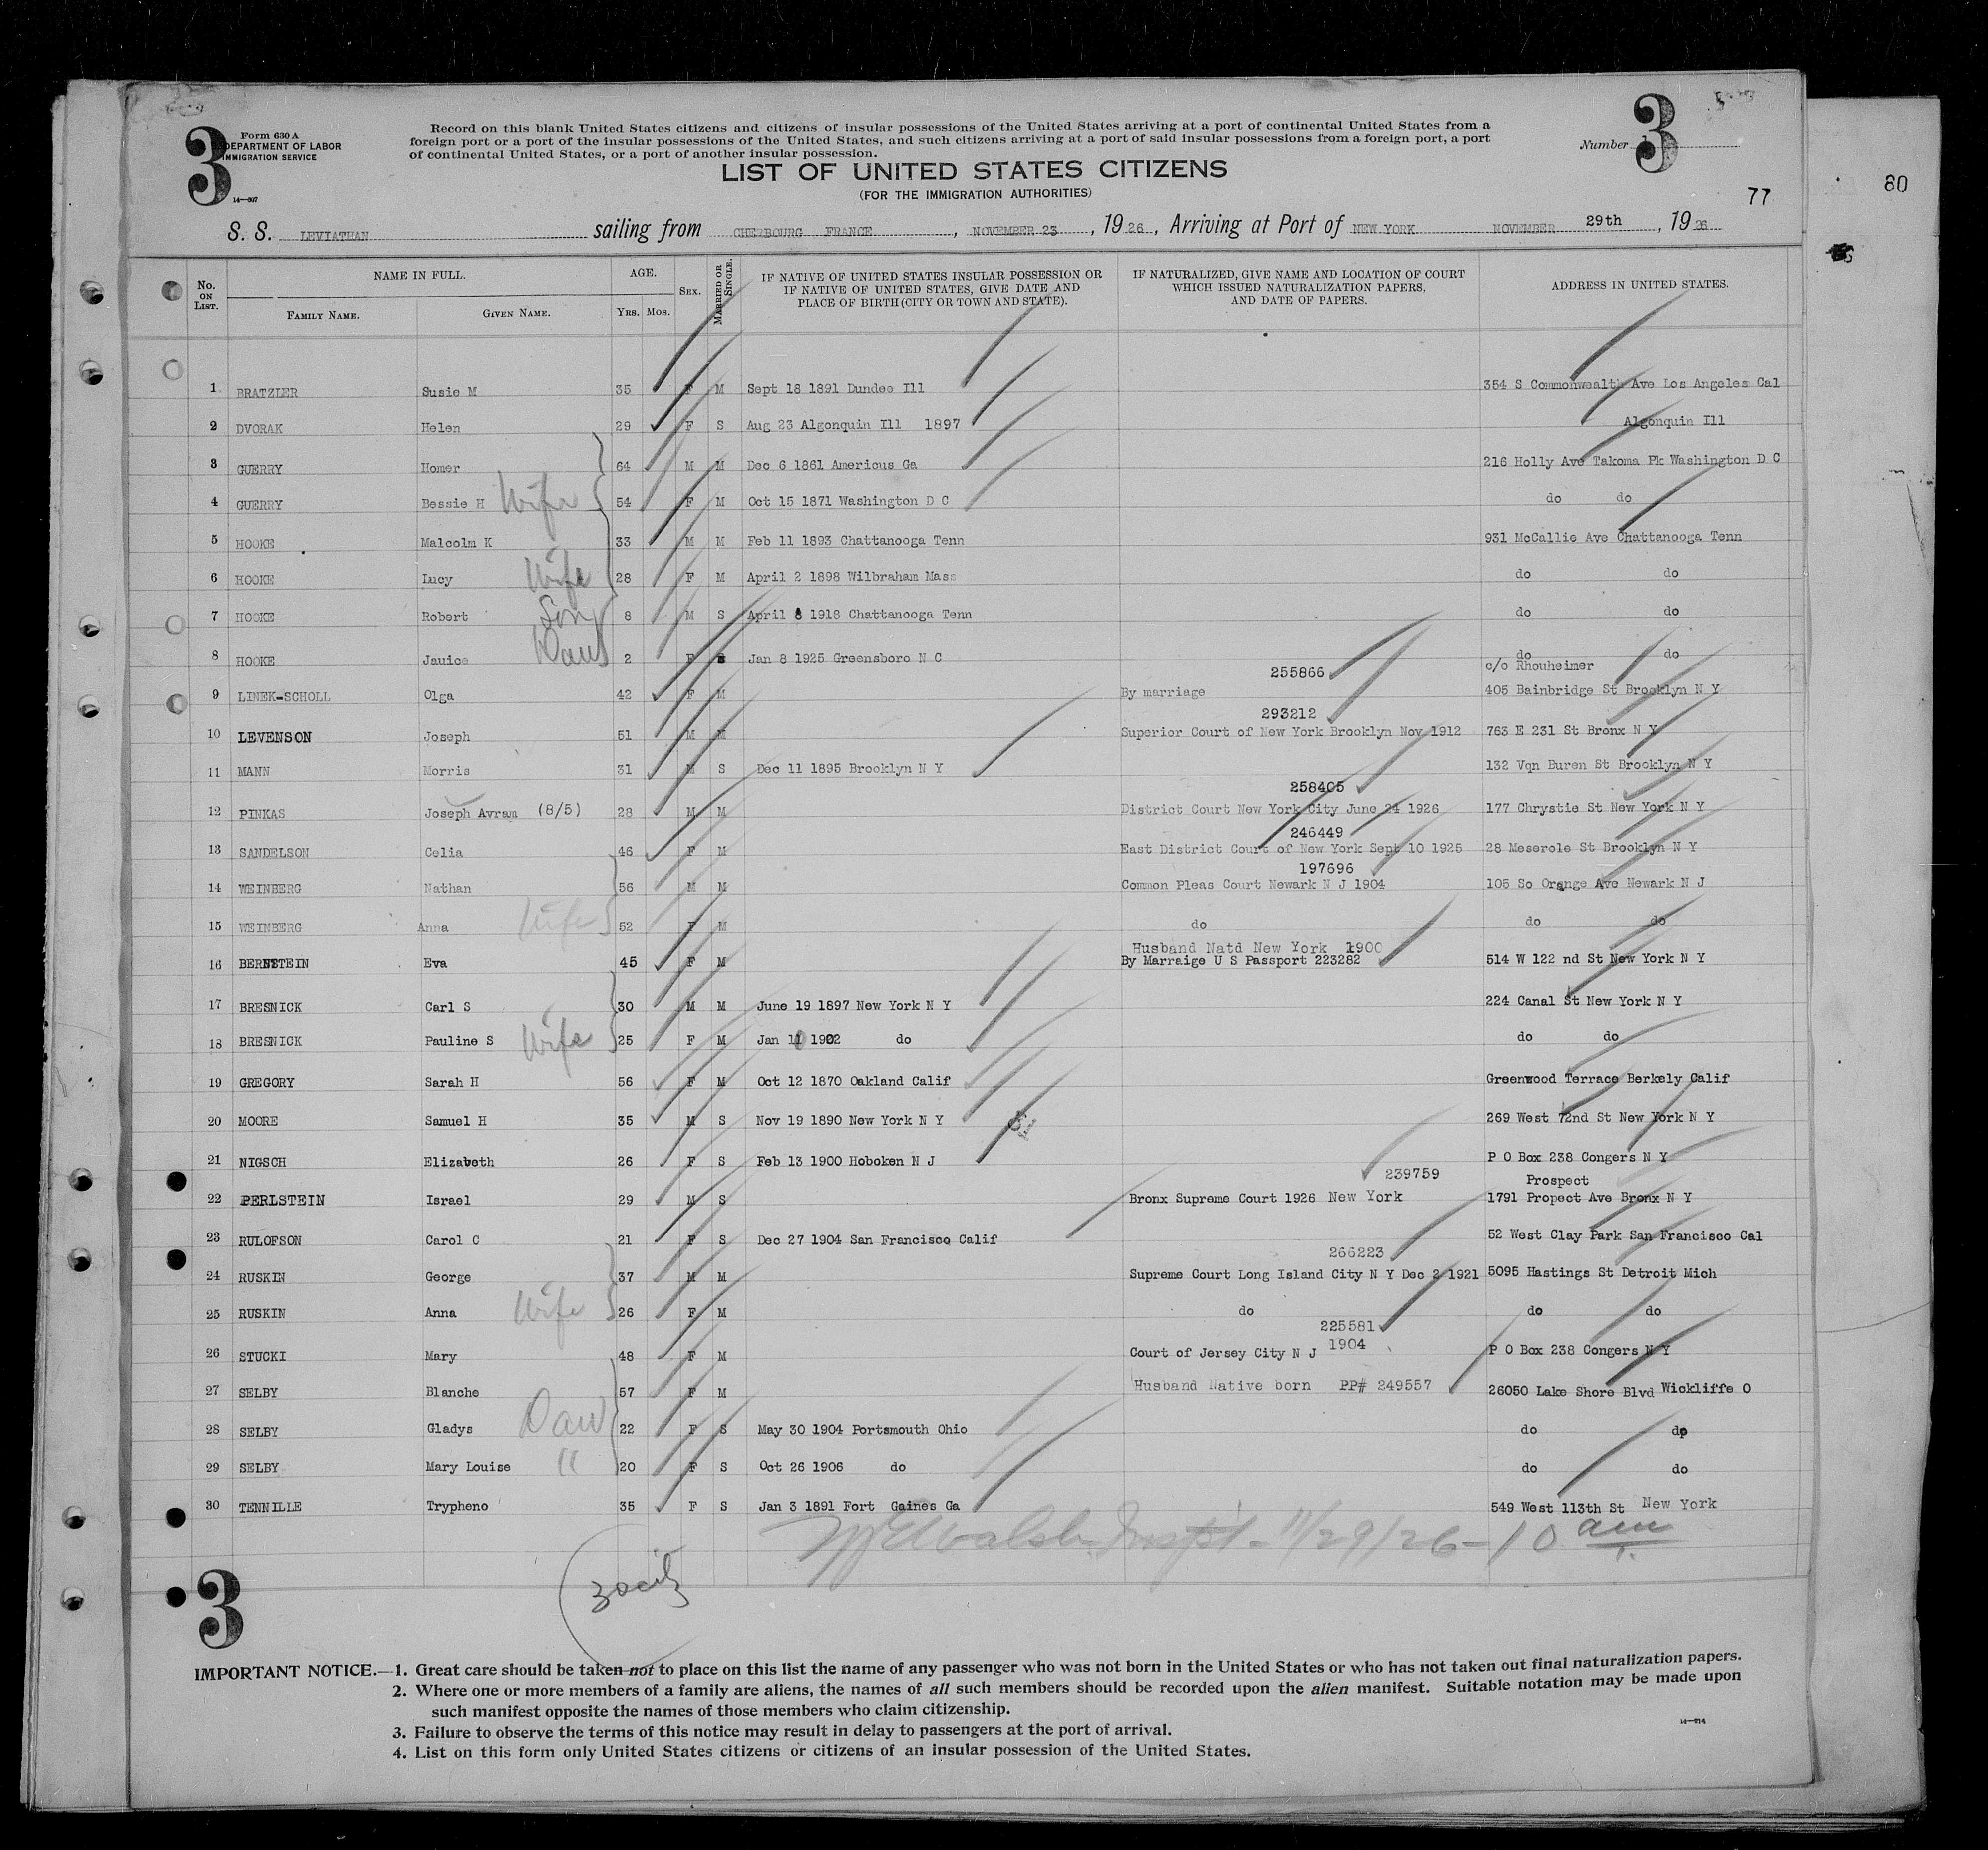 3
Form 630 A
DEPARTMENT OF LABOR
IMMIGRATION SERVICE
14—607
Record on this blank United States citizens and citizens of insular possessions of the United States arriving at a port of continental United States from a
foreign port or a port of the insular possessions of the United States, and such citizens arriving at a port of said insular possessions from a foreign port, a port
of continental United States, or a port of another insular possession.
LIST OF UNITED STATES CITIZENS
(FOR THE IMMIGRATION AUTHORITIES)
Number 3
77
80
S. S. LEVIATHAN sailing from CHERBOURG FRANCE, NOVEMBER 23, 1926, Arriving at Port of NEW YORK NOVEMBER 29th, 1926
No. ON LIST. NAME IN FULL. FAMILY NAME. GIVEN NAME. AGE. YRS. MOS. SEX. MARRIED OR SINGLE. IF NATIVE OF UNITED STATES INSULAR POSSESSION OR IF NATIVE OF UNITED STATES, GIVE DATE AND PLACE OF BIRTH (CITY OR TOWN AND STATE). IF NATURALIZED, GIVE NAME AND LOCATION OF COURT WHICH ISSUED NATURALIZATION PAPERS, AND DATE OF PAPERS. ADDRESS IN UNITED STATES.
1 BRATZLER Susie M 35 F M Sept 18 1891 Dundee Ill 354 S Commonwealth Ave Los Angeles Cal
2 DVORAK Helen 29 F S Aug 23 Algonquin Ill 1897 Algonquin Ill
3 GUERRY Homer 64 M M Dec 6 1861 Americus Ga 216 Holly Ave Takoma Pk Washington D C
4 GUERRY Bessie H Wife 54 F M Oct 15 1871 Washington D C do do
5 HOOKE Malcolm K 33 M M Feb 11 1893 Chattanooga Tenn 931 McCallie Ave Chattanooga Tenn
6 HOOKE Lucy Wife 28 F M April 2 1898 Wilbraham Mass do do
7 HOOKE Robert Son 8 M S April 8 1918 Chattanooga Tenn do do
8 HOOKE Jauice Dau 2 F S Jan 8 1925 Greensboro N C do do
255866 c/o Rhouheimer
9 LINEK-SCHOLL Olga 42 F M By marriage 405 Bainbridge St Brooklyn N Y
293212
10 LEVENSON Joseph 51 M M Superior Court of New York Brooklyn Nov 1912 763 E 231 St Bronx N Y
11 MANN Morris 31 M S Dec 11 1895 Brooklyn N Y 132 Vqn Buren St Brooklyn N Y
258405
12 PINKAS Joseph Avram (8/5) 28 M M District Court New York City June 24 1926 177 Chrystie St New York N Y
246449
13 SANDELSON Celia 46 F M East District Court of New York Sept 10 1925 28 Meserole St Brooklyn N Y
197696
14 WEINBERG Nathan 56 M M Common Pleas Court Newark N J 1904 105 So Orange Ave Newark N J
15 WEINBERG Anna Wife 52 F M do do do
Husband Natd New York 1900
16 BERNSTEIN Eva 45 F M By Marraige U S Passport 223282 514 W 122 nd St New York N Y
17 BRESNICK Carl S 30 M M June 19 1897 New York N Y 224 Canal St New York N Y
18 BRESNICK Pauline S Wife 25 F M Jan 11 1902 do do do
19 GREGORY Sarah H 56 F M Oct 12 1870 Oakland Calif Greenwood Terrace Berkely Calif
20 MOORE Samuel H 35 M S Nov 19 1890 New York N Y 269 West 72nd St New York N Y
21 NIGSCH Elizabeth 26 F S Feb 13 1900 Hoboken N J P O Box 238 Congers N Y
239759 Prospect
22 PERLSTEIN Israel 29 M S Bronx Supreme Court 1926 New York 1791 Propect Ave Bronx N Y
23 RULOFSON Carol C 21 F S Dec 27 1904 San Francisco Calif 52 West Clay Park San Francisco Cal
266223
24 RUSKIN George 37 M M Supreme Court Long Island City N Y Dec 2 1921 5095 Hastings St Detroit Mich
25 RUSKIN Anna Wife 26 F M do do do
225581
26 STUCKI Mary 48 F M Court of Jersey City N J 1904 P O Box 238 Congers N Y
27 SELBY Blanche 57 F M Husband Native born PP# 249557 26050 Lake Shore Blvd Wickliffe O
28 SELBY Gladys Dau 22 F S May 30 1904 Portsmouth Ohio do do
29 SELBY Mary Louise " 20 F S Oct 26 1906 do do do
30 TENNILLE Trypheno 35 F S Jan 3 1891 Fort Gaines Ga 549 West 113th St New York
Walsh Inspt - 11/29/26 - 10 am
30 cit
3
IMPORTANT NOTICE.—1. Great care should be taken not to place on this list the name of any passenger who was not born in the United States or who has not taken out final naturalization papers.
2. Where one or more members of a family are aliens, the names of all such members should be recorded upon the alien manifest. Suitable notation may be made upon
such manifest opposite the names of those members who claim citizenship.
3. Failure to observe the terms of this notice may result in delay to passengers at the port of arrival.
4. List on this form only United States citizens or citizens of an insular possession of the United States.